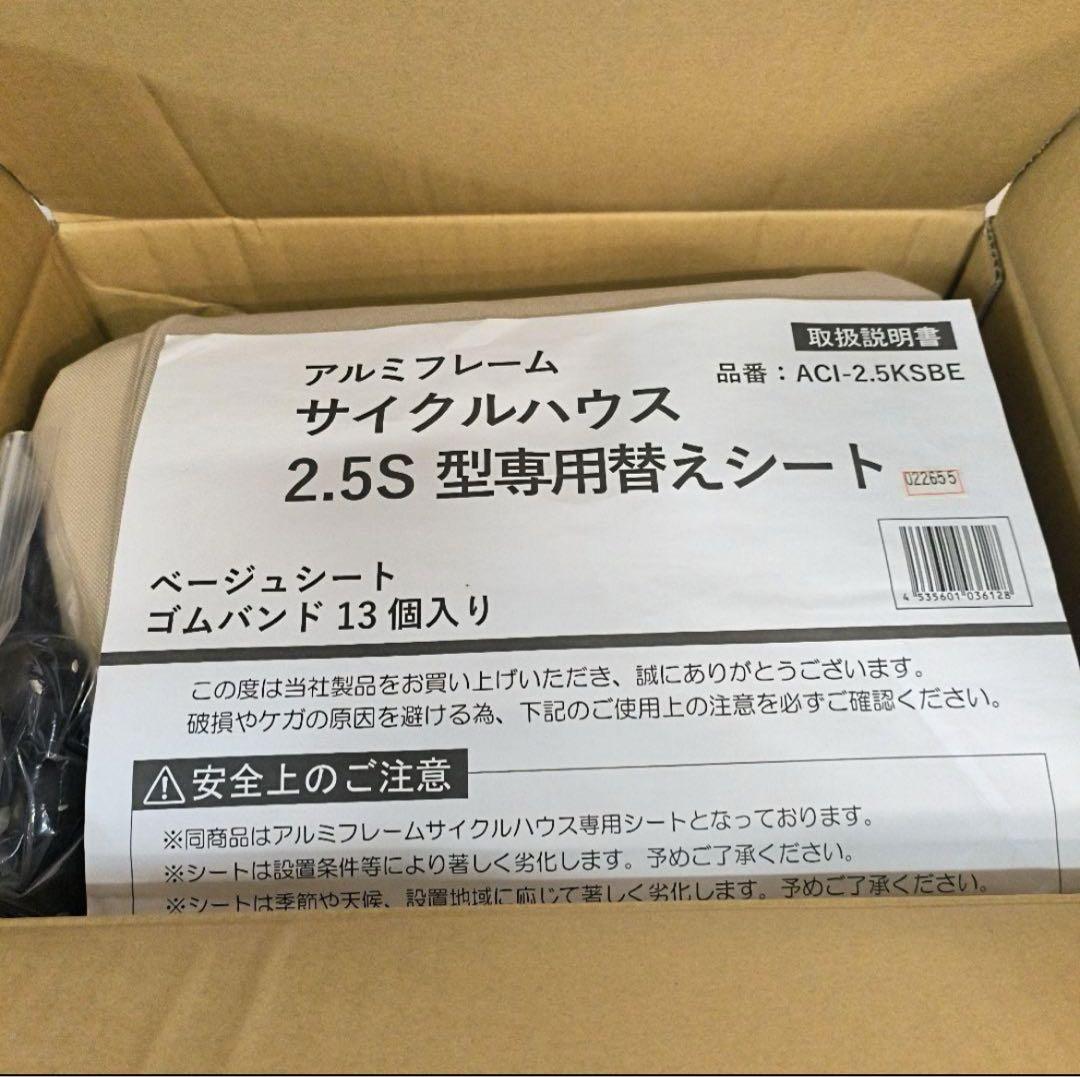 取扱説明書
品番：ACI-2.5KSBE
アルミフレーム
サイクルハウス
2.5S 型専用替えシート
022655
4 535601 036128
ベージュシート
ゴムバンド 13 個入り
この度は当社製品をお買い上げいただき、誠にありがとうございます。
破損やケガの原因を避ける為、下記のご使用上の注意を必ずご確認ください。
⚠安全上のご注意
※同商品はアルミフレームサイクルハウス専用シートとなっております。
※シートは設置条件等により著しく劣化します。予めご了承ください。
※シートは季節や天候、設置地域に応じて著しく劣化します。予めご了承ください。